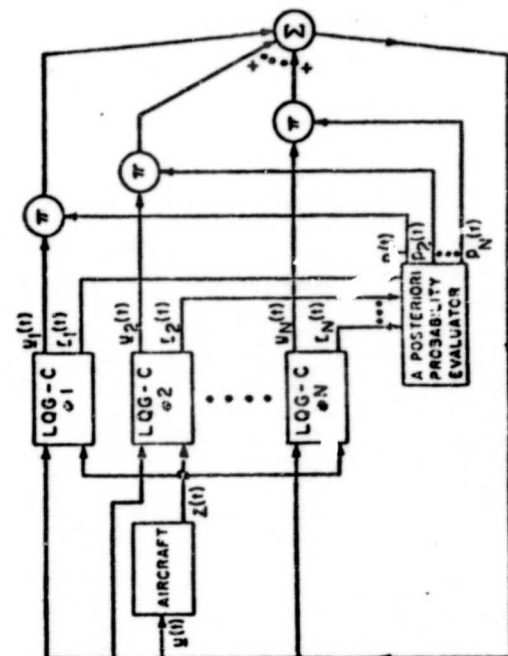 Σ
+
+
π
π
π
u1(t)
r1(t)
LQG-C
#1
u2(t)
r2(t)
LQG-C
#2
uN(t)
rN(t)
LQG-C
#N
P2(t)
PN(t)
A POSTERIORI
PROBABILITY
EVALUATOR
z(t)
AIRCRAFT
u(t)